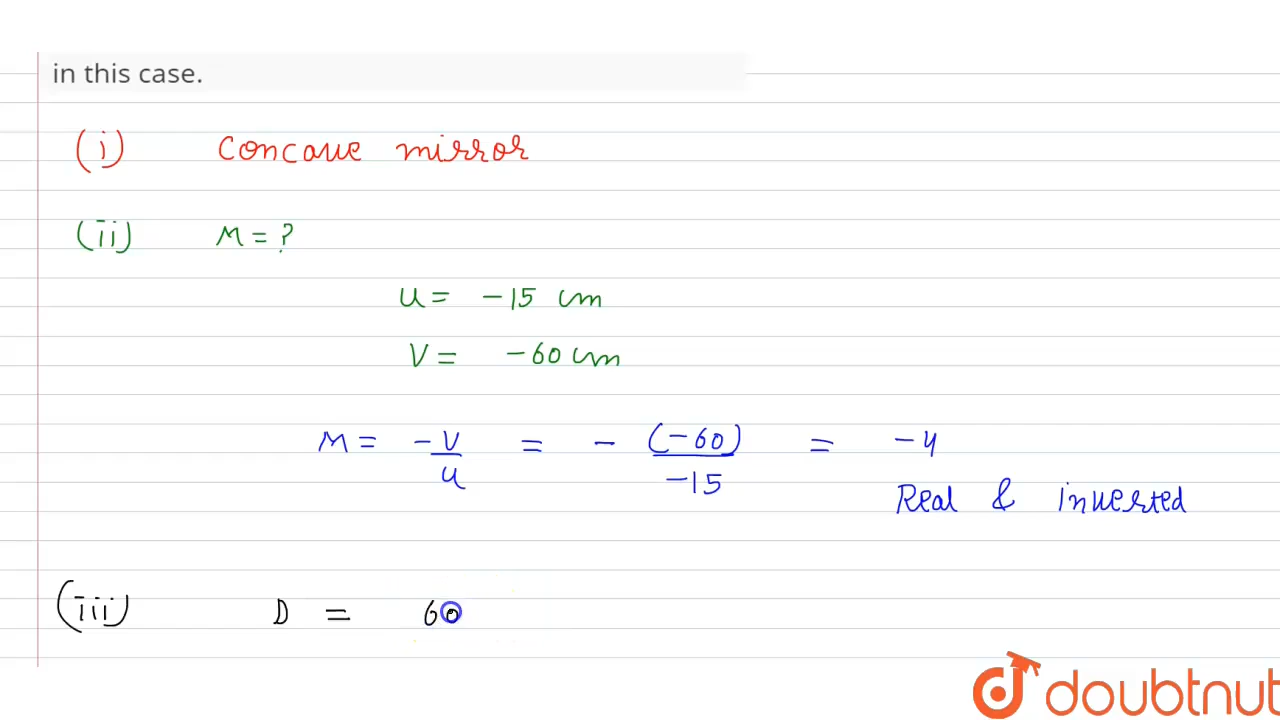 in this case.
(i) Concave mirror
(ii) M = ?
u = -15 cm
V = -60 cm
M = -V/u = - (-60)/-15 = -4
Real & inverted
(iii) D = 60
doubtnut